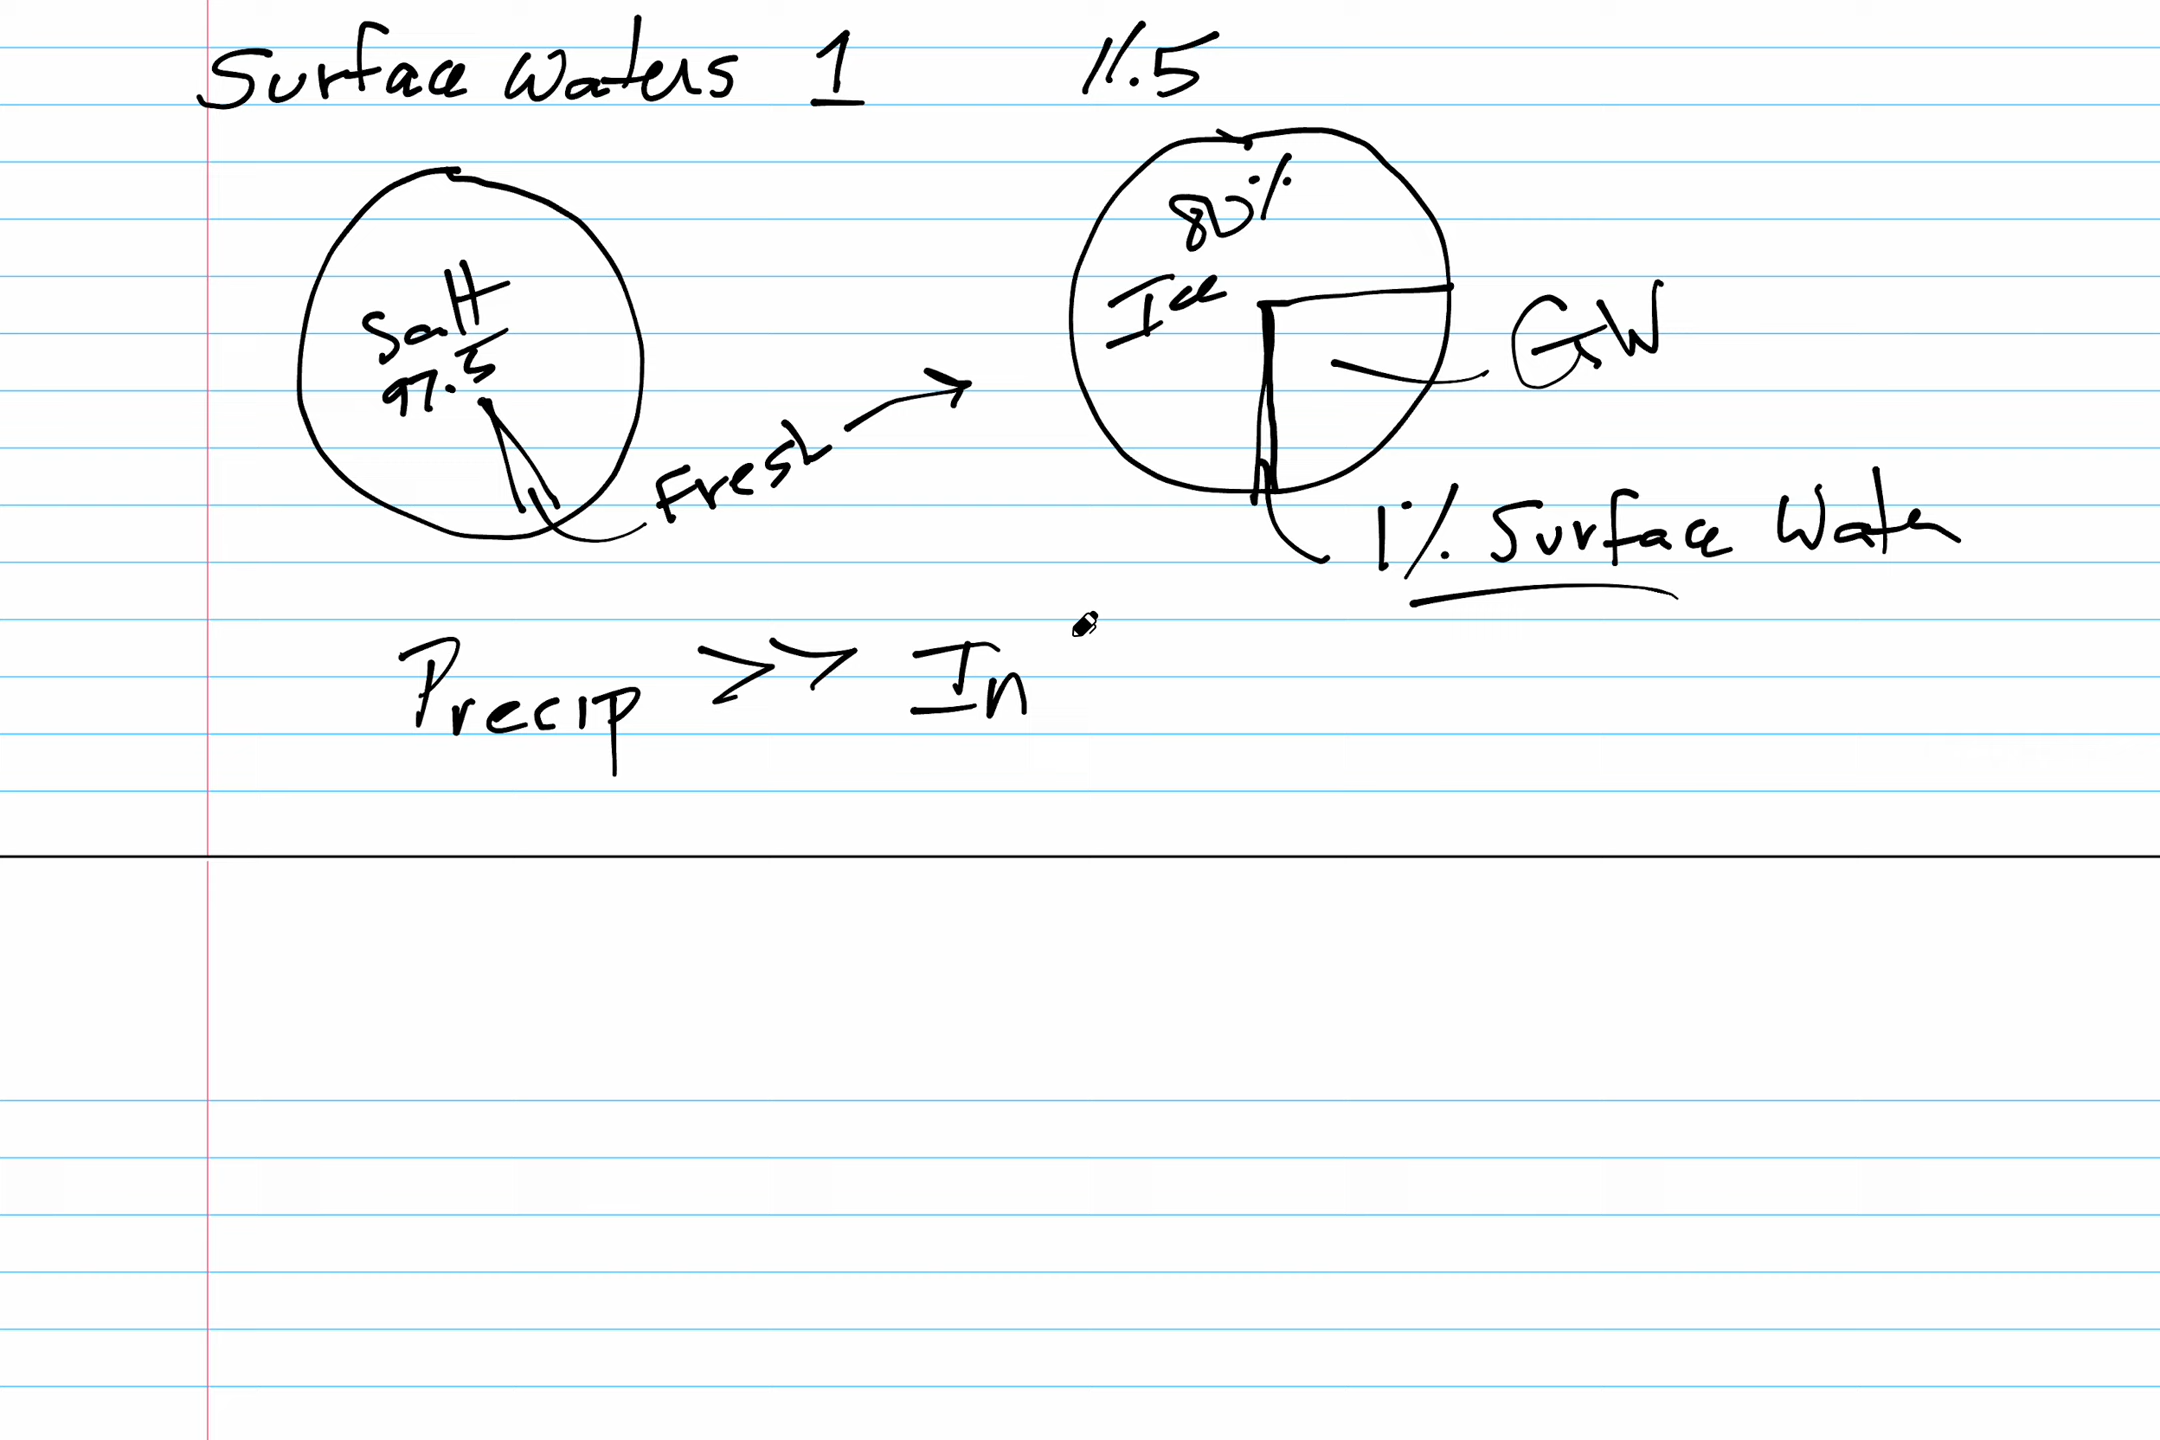 Surface Waters 1 11.5
80%
Ice
Salt
97.5
GW
Fresh
1% Surface Water
Precip >> In